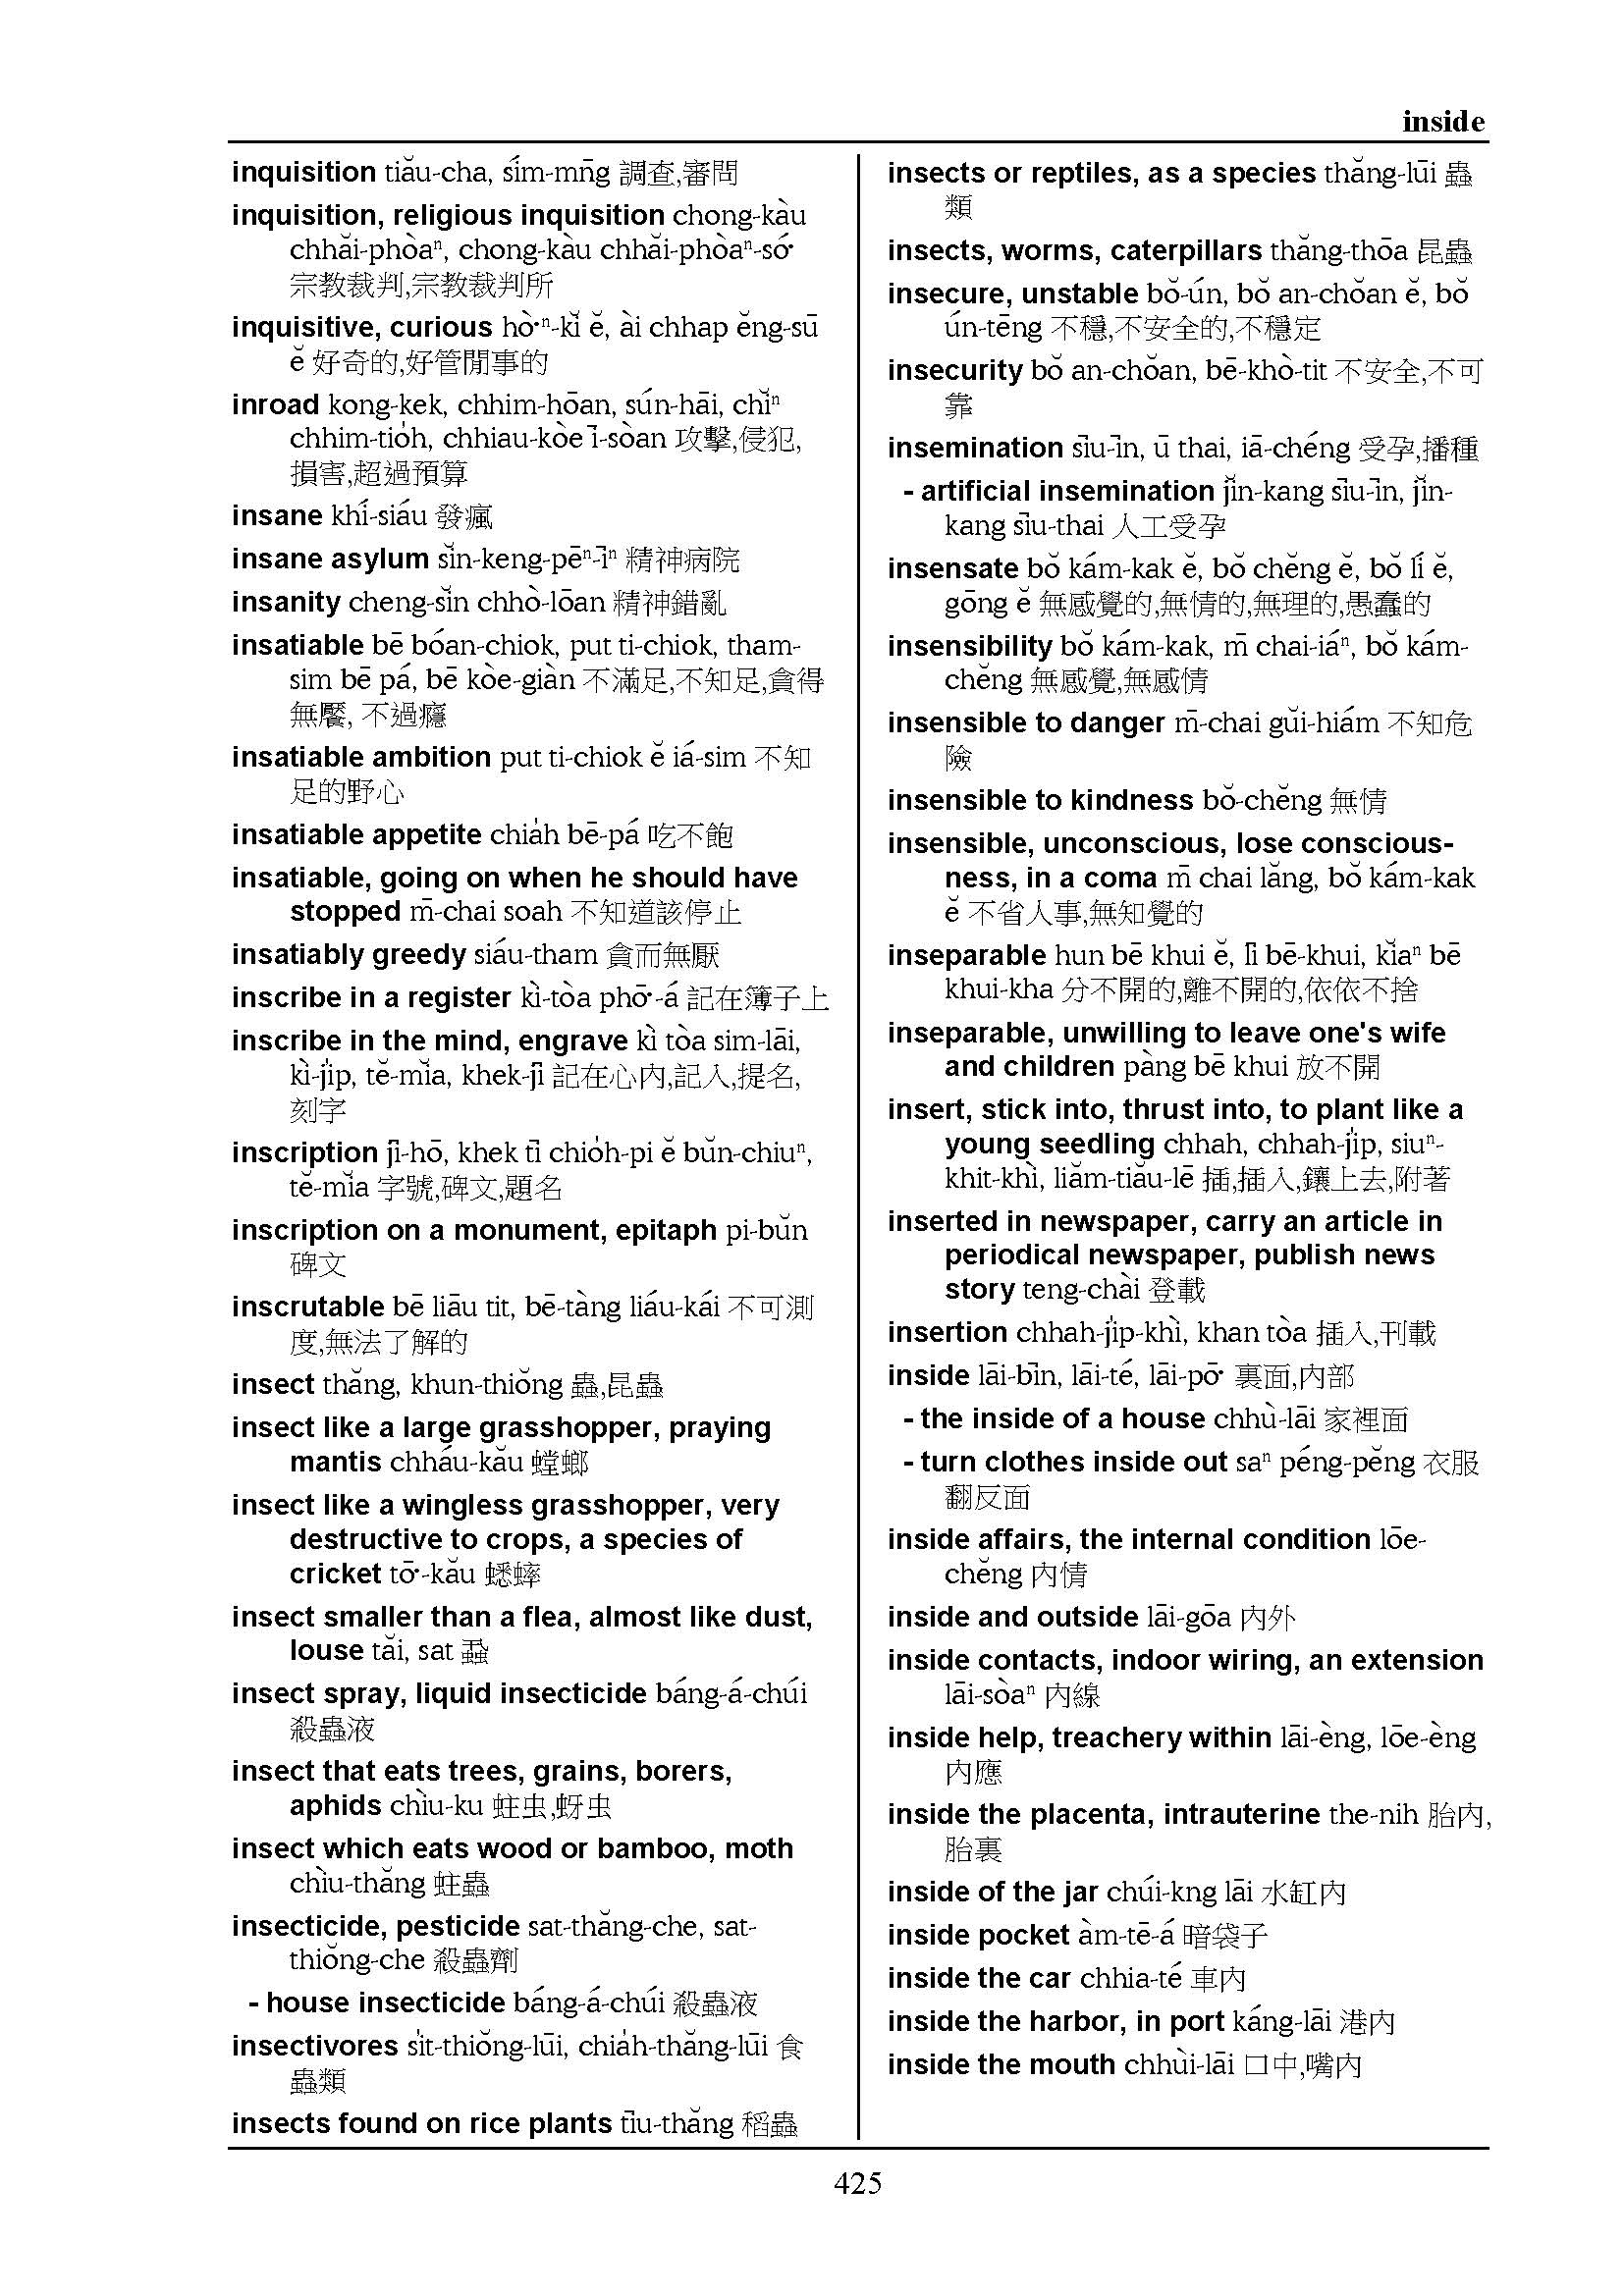 inside
inquisition tiău-cha, sím-mn̄g 調查,審問
inquisition, religious inquisition chong-kàu
chhăi-phòaⁿ, chong-kàu chhăi-phòaⁿ-só͘
宗教裁判,宗教裁判所
inquisitive, curious hò͘ⁿ-kĭ ĕ, ài chhap ĕng-sū
ĕ 好奇的,好管閒事的
inroad kong-kek, chhim-hōan, sún-hāi, chĭⁿ
chhim-tio̍h, chhiau-kòe ī-sòan 攻擊,侵犯,
損害,超過預算
insane khí-siáu 發瘋
insane asylum sĭn-keng-pēⁿ-īⁿ 精神病院
insanity cheng-sĭn chhò-lōan 精神錯亂
insatiable bē bóan-chiok, put ti-chiok, tham-
sim bē pá, bē kòe-giàn 不滿足,不知足,貪得
無饜, 不過癮
insatiable ambition put ti-chiok ĕ iá-sim 不知
足的野心
insatiable appetite chia̍h bē-pá 吃不飽
insatiable, going on when he should have
stopped m̄-chai soah 不知道該停止
insatiably greedy siáu-tham 貪而無厭
inscribe in a register kì-tòa phō͘-á 記在簿子上
inscribe in the mind, engrave kì tòa sim-lāi,
kì-ji̍p, tĕ-mĭa, khek-jī 記在心內,記入,提名,
刻字
inscription jī-hō, khek tī chio̍h-pi ĕ bŭn-chiuⁿ,
tĕ-mĭa 字號,碑文,題名
inscription on a monument, epitaph pi-bŭn
碑文
inscrutable bē liāu tit, bē-tàng liáu-kái 不可測
度,無法了解的
insect thăng, khun-thiŏng 蟲,昆蟲
insect like a large grasshopper, praying
mantis chháu-kău 螳螂
insect like a wingless grasshopper, very
destructive to crops, a species of
cricket tō͘-kău 蟋蟀
insect smaller than a flea, almost like dust,
louse tăi, sat 蝨
insect spray, liquid insecticide báng-á-chúi
殺蟲液
insect that eats trees, grains, borers,
aphids chìu-ku 蛀虫,蚜虫
insect which eats wood or bamboo, moth
chìu-thăng 蛀蟲
insecticide, pesticide sat-thăng-che, sat-
thiŏng-che 殺蟲劑
- house insecticide báng-á-chúi 殺蟲液
insectivores si̍t-thiŏng-lūi, chia̍h-thăng-lūi 食
蟲類
insects found on rice plants tīu-thăng 稻蟲
insects or reptiles, as a species thăng-lūi 蟲
類
insects, worms, caterpillars thăng-thōa 昆蟲
insecure, unstable bŏ-ún, bŏ an-chŏan ĕ, bŏ
ún-tēng 不穩,不安全的,不穩定
insecurity bŏ an-chŏan, bē-khò-tit 不安全,不可
靠
insemination sīu-īn, ū thai, iā-chéng 受孕,播種
- artificial insemination jĭn-kang sīu-īn, jĭn-
kang sīu-thai 人工受孕
insensate bŏ kám-kak ĕ, bŏ chĕng ĕ, bŏ lí ĕ,
gōng ĕ 無感覺的,無情的,無理的,愚蠢的
insensibility bŏ kám-kak, m̄ chai-iáⁿ, bŏ kám-
chĕng 無感覺,無感情
insensible to danger m̄-chai gŭi-hiám 不知危
險
insensible to kindness bŏ-chĕng 無情
insensible, unconscious, lose conscious-
ness, in a coma m̄ chai lăng, bŏ kám-kak
ĕ 不省人事,無知覺的
inseparable hun bē khui ĕ, lī bē-khui, kĭaⁿ bē
khui-kha 分不開的,離不開的,依依不捨
inseparable, unwilling to leave one's wife
and children pàng bē khui 放不開
insert, stick into, thrust into, to plant like a
young seedling chhah, chhah-ji̍p, siuⁿ-
khit-khì, liăm-tiău-lē 插,插入,鑲上去,附著
inserted in newspaper, carry an article in
periodical newspaper, publish news
story teng-chài 登載
insertion chhah-ji̍p-khì, khan tòa 插入,刊載
inside lāi-bīn, lāi-té, lāi-pō͘ 裏面,內部
- the inside of a house chhù-lāi 家裡面
- turn clothes inside out saⁿ péng-pĕng 衣服
翻反面
inside affairs, the internal condition lōe-
chĕng 內情
inside and outside lāi-gōa 內外
inside contacts, indoor wiring, an extension
lāi-sòaⁿ 內線
inside help, treachery within lāi-èng, lōe-èng
內應
inside the placenta, intrauterine the-nih 胎內,
胎裏
inside of the jar chúi-kng lāi 水缸內
inside pocket àm-tē-á 暗袋子
inside the car chhia-té 車內
inside the harbor, in port káng-lāi 港內
inside the mouth chhùi-lāi 口中,嘴內
425